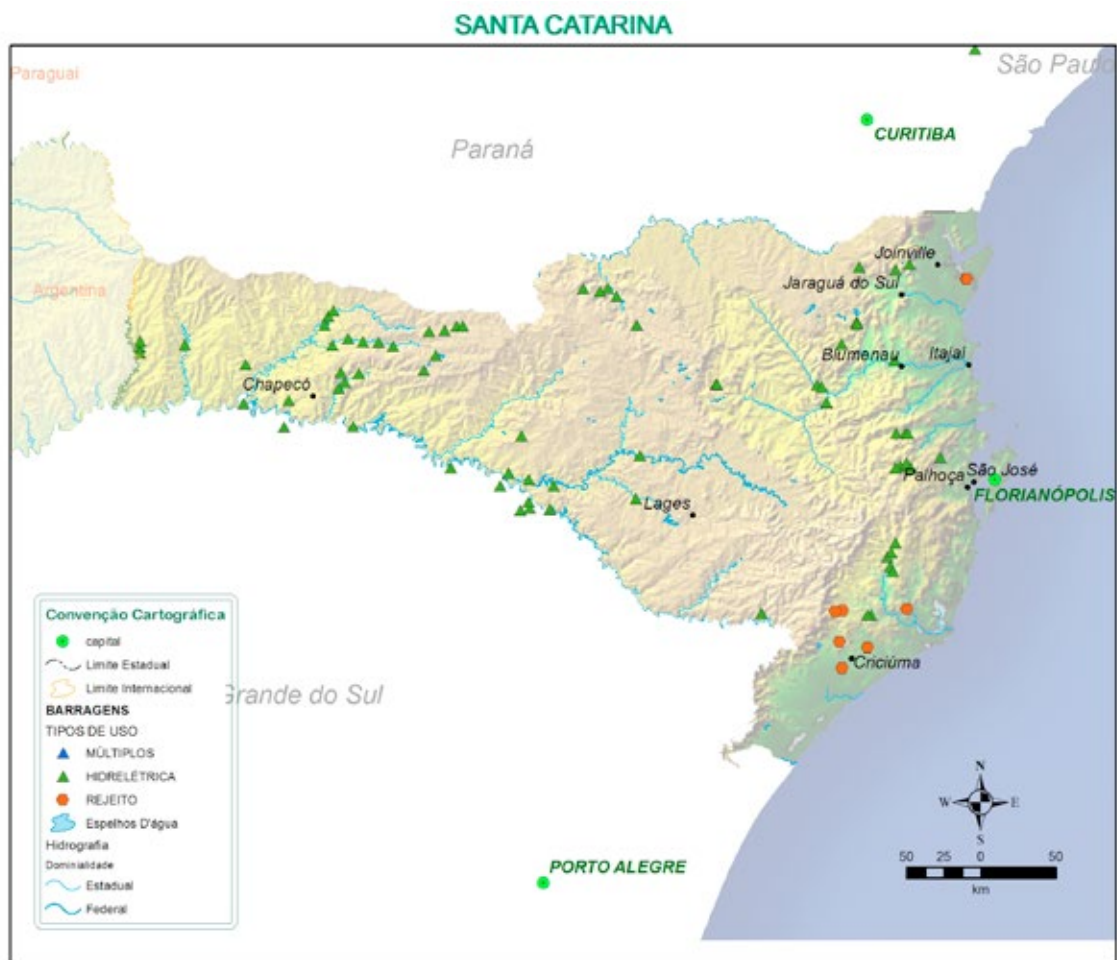 SANTA CATARINA
Paraguai
São Paulo
CURITIBA
Paraná
Joinville
Jaraguá do Sul
Argentina
Blumenau
Itajaí
Chapecó
São José
Palhoça
FLORIANÓPOLIS
Lages
Criciúma
Grande do Sul
PORTO ALEGRE
Convenção Cartográfica
capital
Limite Estadual
Limite Internacional
BARRAGENS
TIPOS DE USO
MÚLTIPLOS
HIDRELÉTRICA
REJEITO
Espelhos D'água
Hidrografia
Dominialidade
Estadual
Federal
N
W E
S
50 25 0 50
km